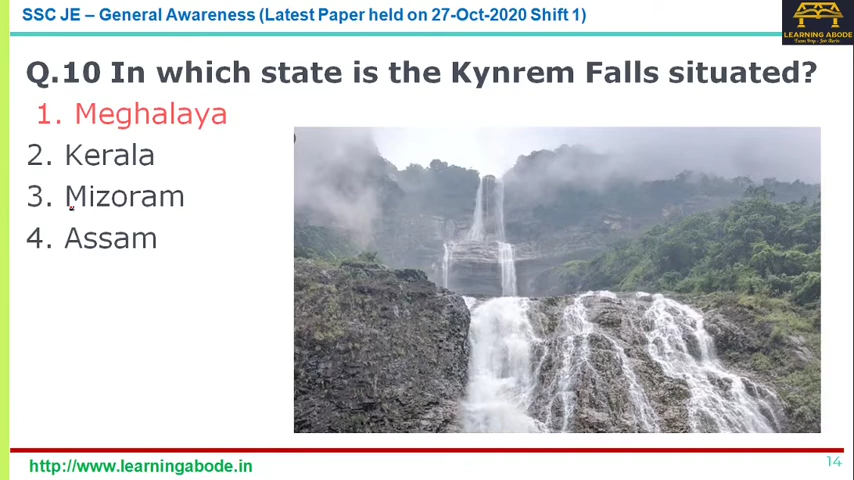 SSC JE – General Awareness (Latest Paper held on 27-Oct-2020 Shift 1)
LEARNING ABODE
Q.10 In which state is the Kynrem Falls situated?
1. Meghalaya
2. Kerala
3. Mizoram
4. Assam
http://www.learningabode.in
14